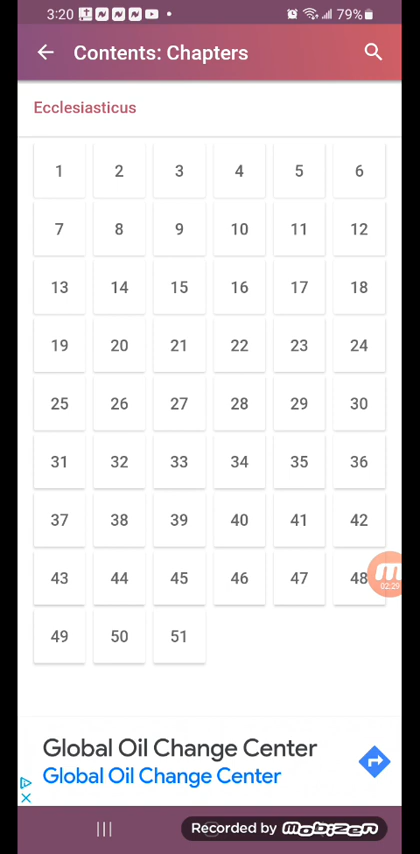 3:20 79%
Contents: Chapters
Ecclesiasticus
1 2 3 4 5 6
7 8 9 10 11 12
13 14 15 16 17 18
19 20 21 22 23 24
25 26 27 28 29 30
31 32 33 34 35 36
37 38 39 40 41 42
43 44 45 46 47 48
02:29
49 50 51
Global Oil Change Center
Global Oil Change Center
Recorded by mobizen